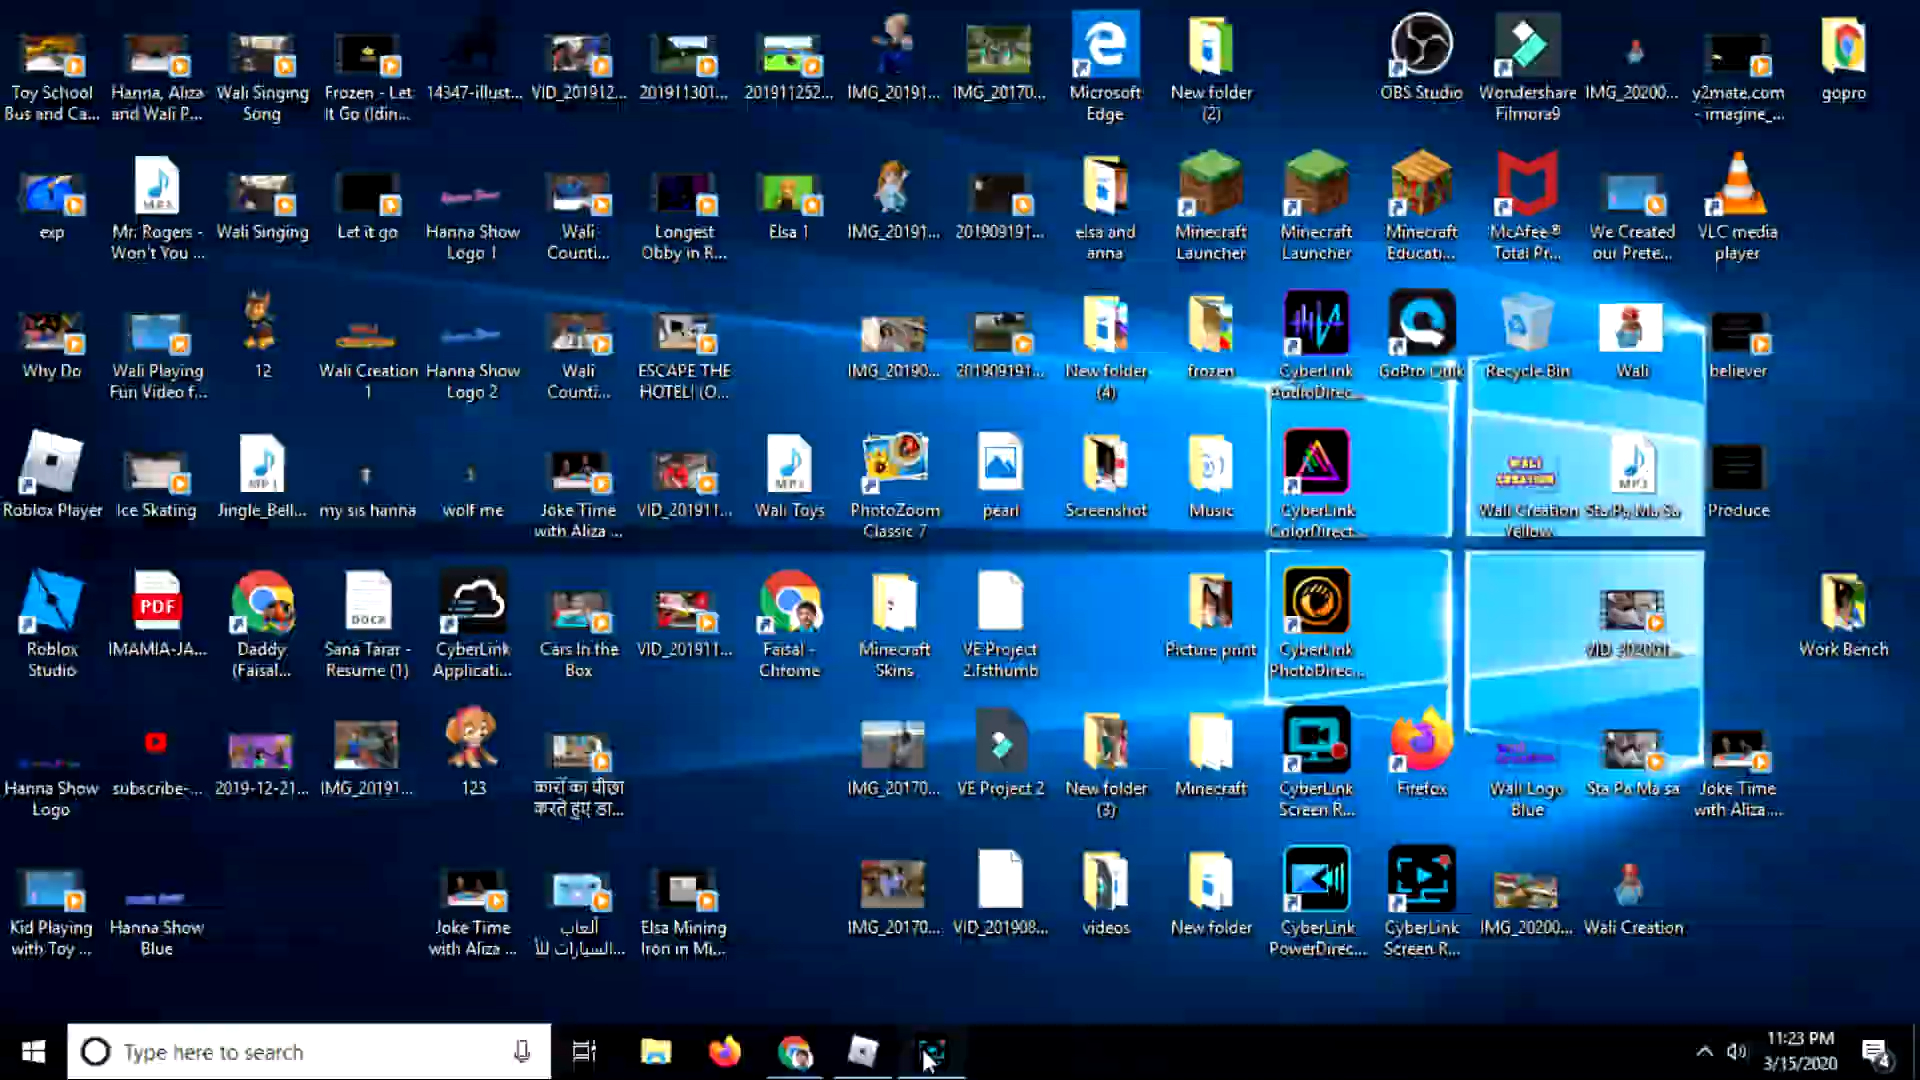 Toy School
Bus and Ca...
Hanna, Aliza
and Wali P...
Wali Singing
Song
Frozen - Let
It Go (Idin...
14347-illust...
VID_201912...
201911301...
201911252...
IMG_20191...
IMG_20170...
Microsoft
Edge
New folder
(2)
OBS Studio
Wondershare
Filmora9
IMG_20200...
y2mate.com
- imagine_...
gopro
exp
Mr. Rogers -
Won't You ...
Wali Singing
Let it go
Hanna Show
Logo 1
Wali
Counti...
Longest
Obby in R...
Elsa 1
IMG_20191...
201909191...
elsa and
anna
Minecraft
Launcher
Minecraft
Launcher
Minecraft
Educati...
McAfee®
Total Pr...
We Created
our Prete...
VLC media
player
Why Do
Wali Playing
Fun Video f...
12
Wali Creation
1
Hanna Show
Logo 2
Wali
Counti...
ESCAPE THE
HOTEL! (O...
IMG_20190...
201909191...
New folder
(4)
frozen
CyberLink
AudioDirec...
GoPro Quik
Recycle Bin
Wali
believer
Roblox Player
Ice Skating
Jingle_Bell...
my sis hanna
wolf me
Joke Time
with Aliza ...
VID_201911...
Wali Toys
PhotoZoom
Classic 7
pearl
Screenshot
Music
CyberLink
ColorDirect...
Wali Creation
Yellow
Sta Pa Ma Sa
Produce
Roblox
Studio
PDF
IMAMIA-JA...
Daddy
(Faisal...
DOCX
Sana Tarar -
Resume (1)
CyberLink
Applicati...
Cars In the
Box
VID_201911...
Faisal -
Chrome
Minecraft
Skins
VE Project
2.fsthumb
Picture print
CyberLink
PhotoDirec...
Work Bench
Hanna Show
Logo
subscribe-...
2019-12-21...
IMG_20191...
123
कारों का पीछा
करते हुए डा...
IMG_20170...
VE Project 2
New folder
(3)
Minecraft
CyberLink
Screen R...
Firefox
Wali Logo
Blue
Sta Pa Ma sa
Joke Time
with Aliza ...
Kid Playing
with Toy ...
Hanna Show
Blue
Joke Time
with Aliza ...
ألعاب
السيارات للأ...
Elsa Mining
Iron in Mi...
IMG_20170...
VID_201908...
videos
New folder
CyberLink
PowerDirec...
CyberLink
Screen R...
IMG_20200...
Wali Creation
Type here to search
11:23 PM
3/15/2020
4